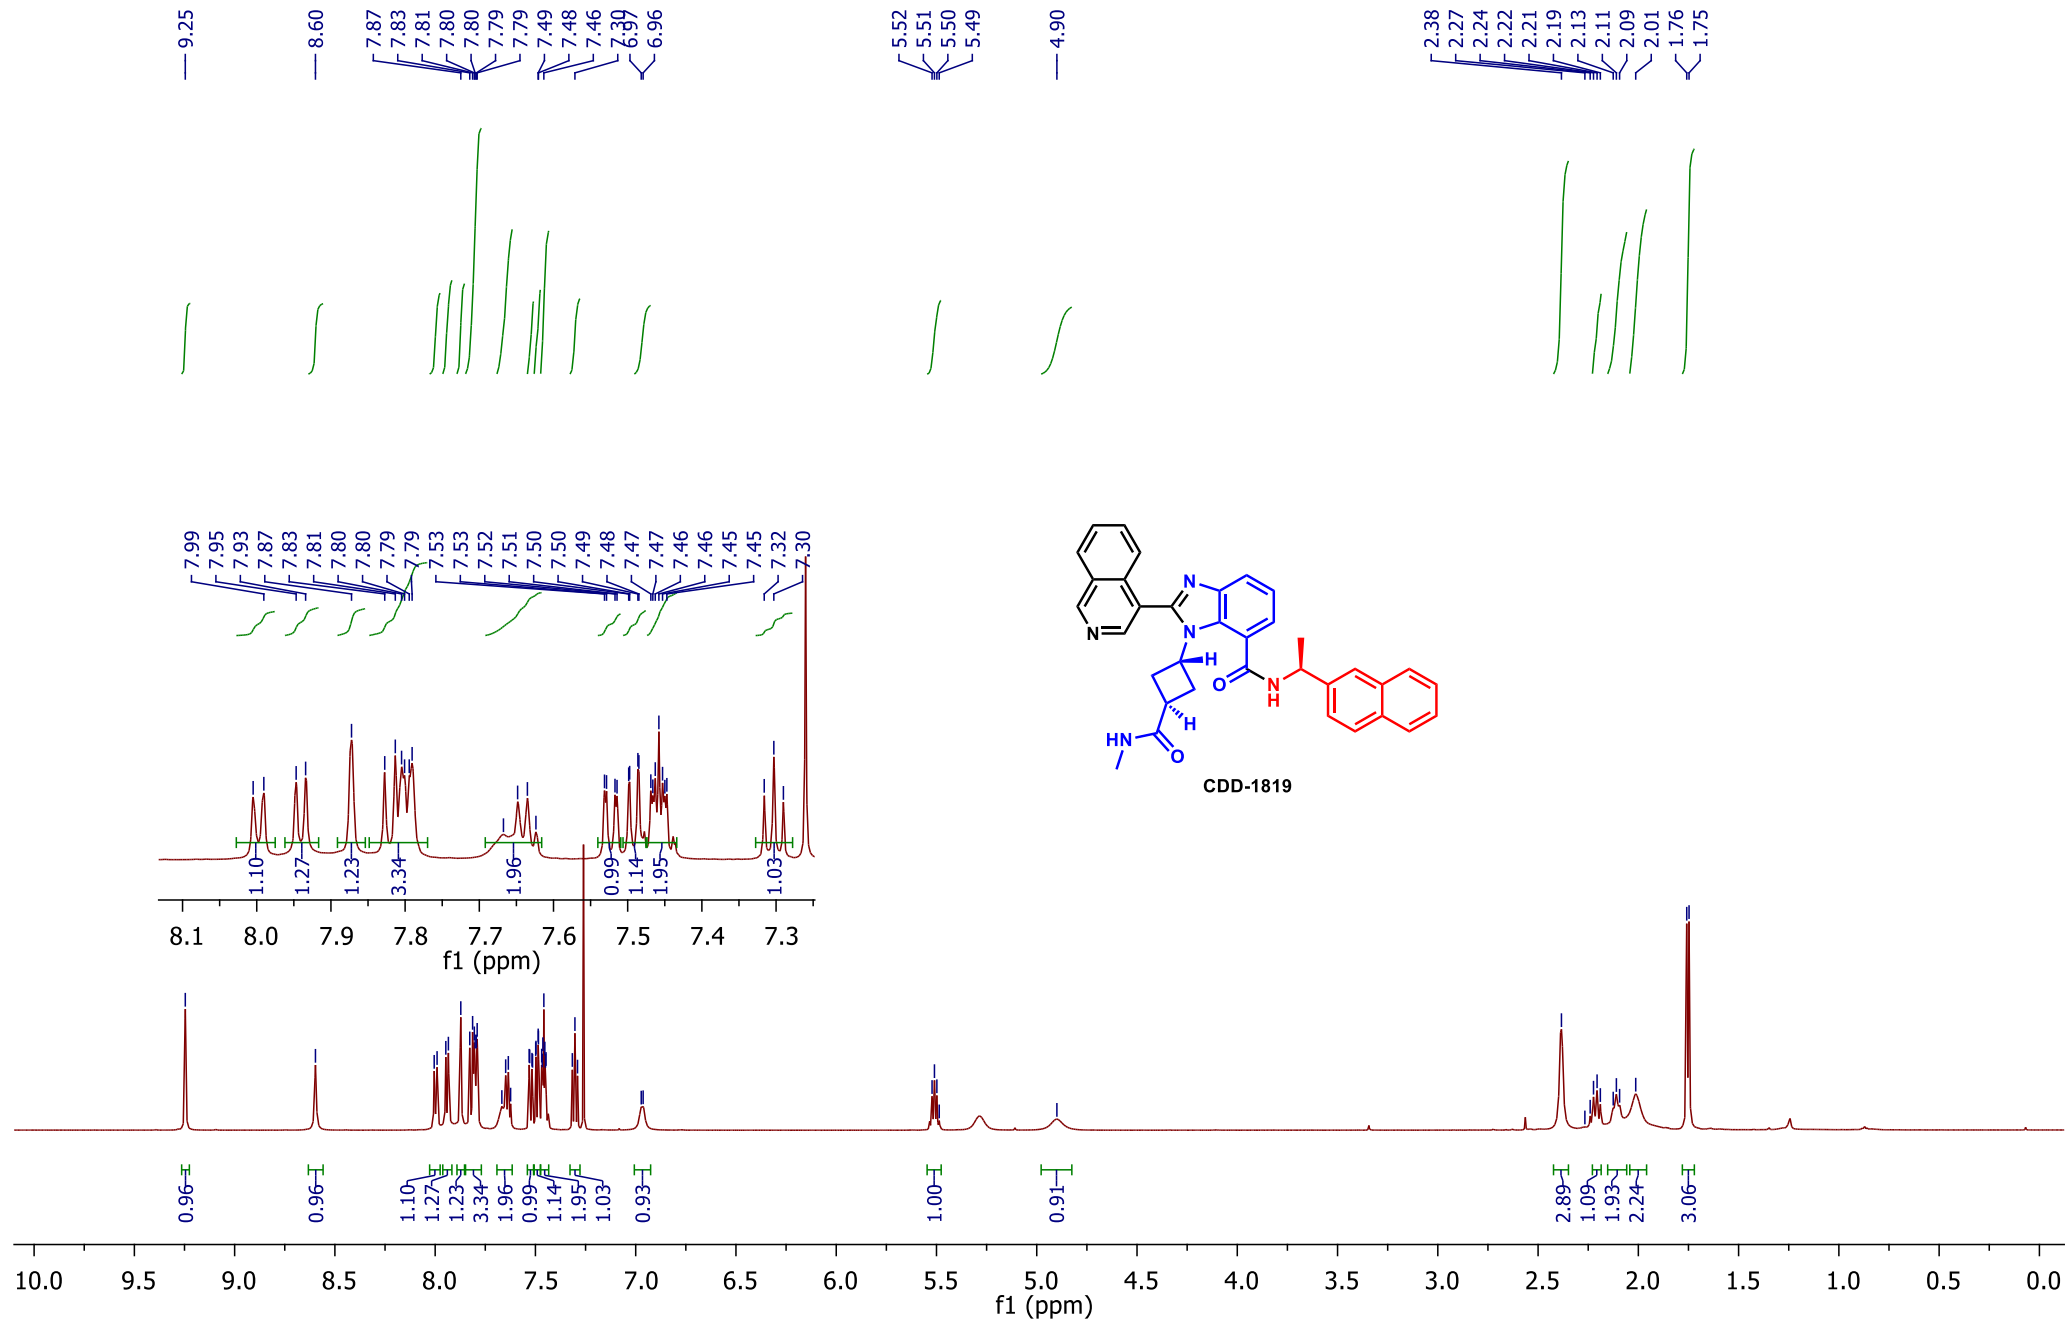 9.25 8.60 7.87 7.83 7.81 7.80 7.80 7.79 7.79 7.49 7.48 7.46 7.30 6.97 6.96 5.52 5.51 5.50 5.49 4.90 2.38 2.27 2.24 2.22 2.21 2.19 2.13 2.11 2.09 2.01 1.76 1.75
7.99 7.95 7.93 7.87 7.83 7.81 7.80 7.80 7.79 7.79 7.53 7.53 7.52 7.51 7.50 7.50 7.49 7.48 7.47 7.47 7.46 7.46 7.45 7.45 7.32 7.30
N
N
N
H
O
N
H
H
HN
O
CDD-1819
1.10 1.27 1.23 3.34 1.96 0.99 1.14 1.95 1.03
8.1 8.0 7.9 7.8 7.7 7.6 7.5 7.4 7.3
f1 (ppm)
0.96 0.96 1.10 1.27 1.23 3.34 1.96 0.99 1.14 1.95 1.03 0.93 1.00 0.91 2.89 1.09 1.93 2.24 3.06
10.0 9.5 9.0 8.5 8.0 7.5 7.0 6.5 6.0 5.5 5.0 4.5 4.0 3.5 3.0 2.5 2.0 1.5 1.0 0.5 0.0
f1 (ppm)